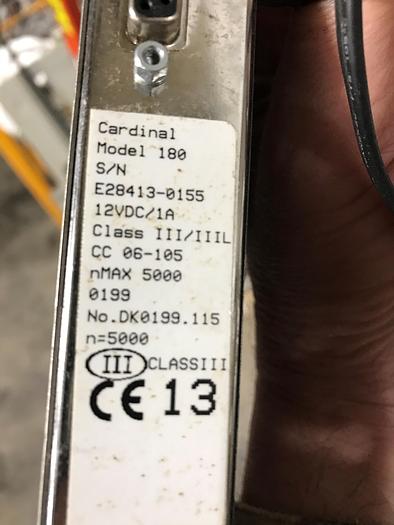 Cardinal
Model 180
S/N
E28413-0155
12VDC/1A
Class III/IIIL
CC 06-105
nMAX 5000
0199
No.DK0199.115
n=5000
III CLASSIII
CE 13